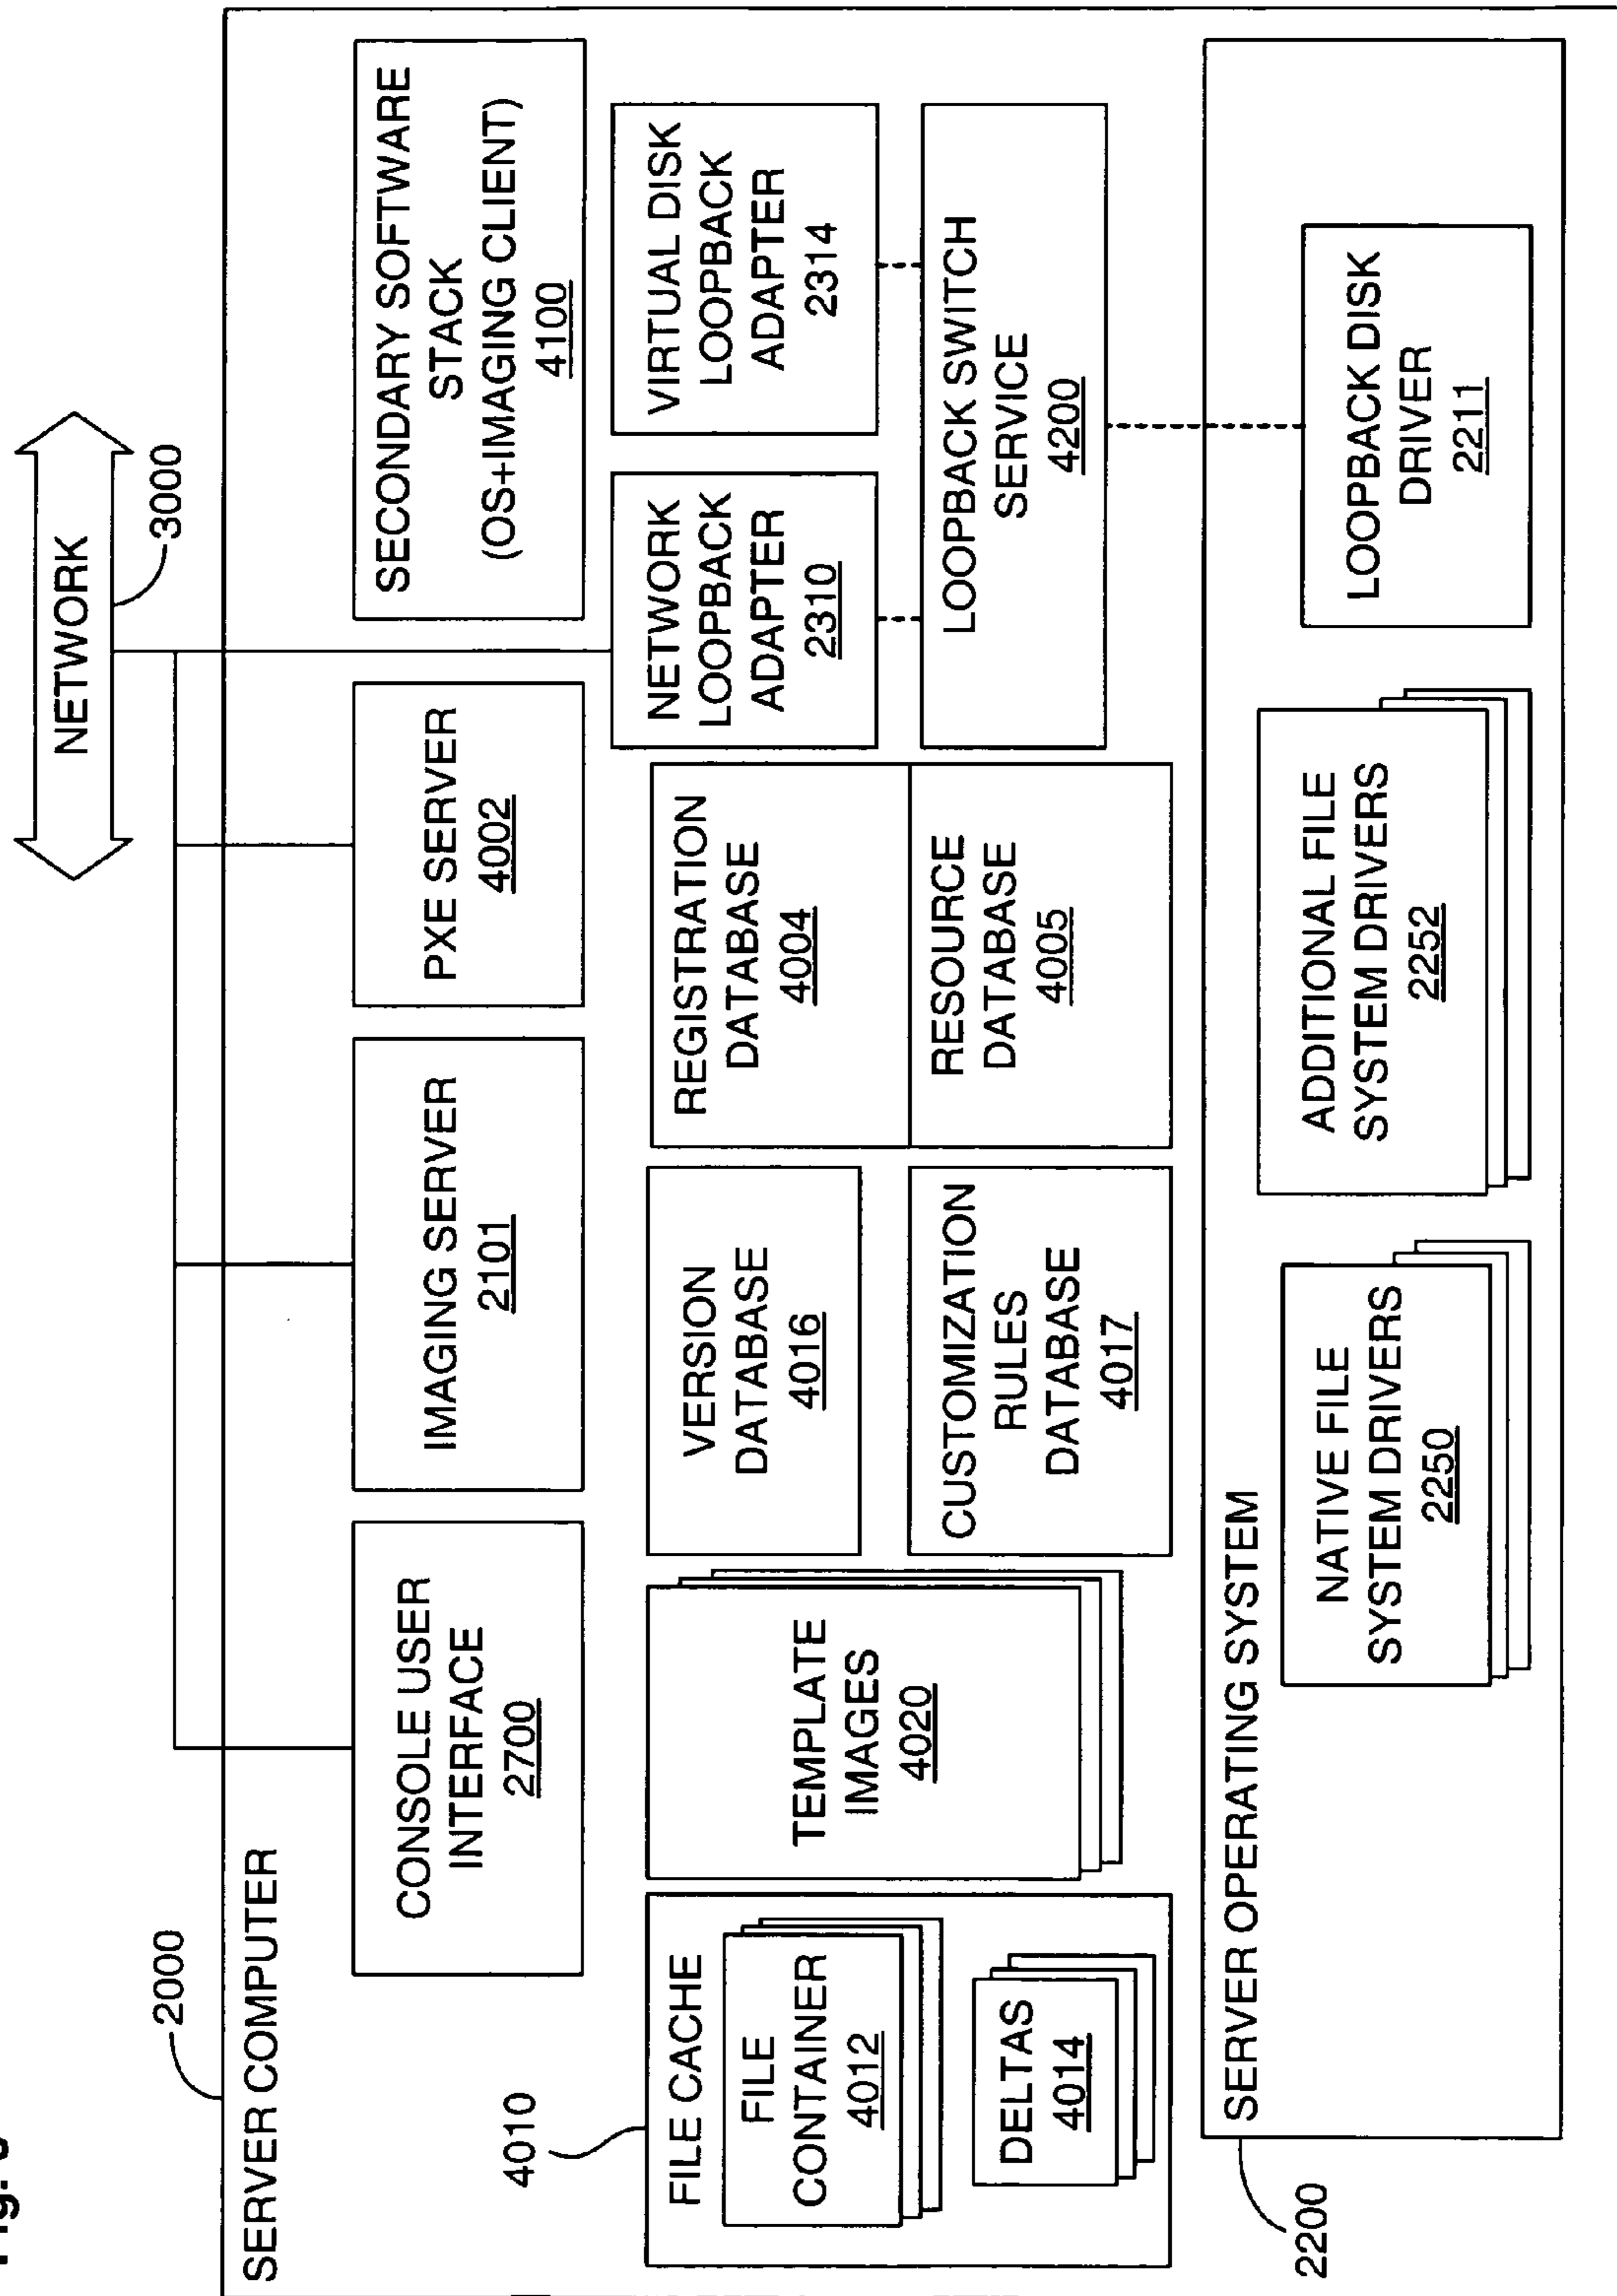 NETWORK
3000
2000
SERVER COMPUTER
CONSOLE USER
INTERFACE
2700
IMAGING SERVER
2101
PXE SERVER
4002
SECONDARY SOFTWARE
STACK
(OS+IMAGING CLIENT)
4100
4010
FILE CACHE
FILE
CONTAINER
4012
DELTAS
4014
TEMPLATE
IMAGES
4020
VERSION
DATABASE
4016
CUSTOMIZATION
RULES
DATABASE
4017
REGISTRATION
DATABASE
4004
RESOURCE
DATABASE
4005
NETWORK
LOOPBACK
ADAPTER
2310
VIRTUAL DISK
LOOPBACK
ADAPTER
2314
LOOPBACK SWITCH
SERVICE
4200
2200
SERVER OPERATING SYSTEM
NATIVE FILE
SYSTEM DRIVERS
2250
ADDITIONAL FILE
SYSTEM DRIVERS
2252
LOOPBACK DISK
DRIVER
2211